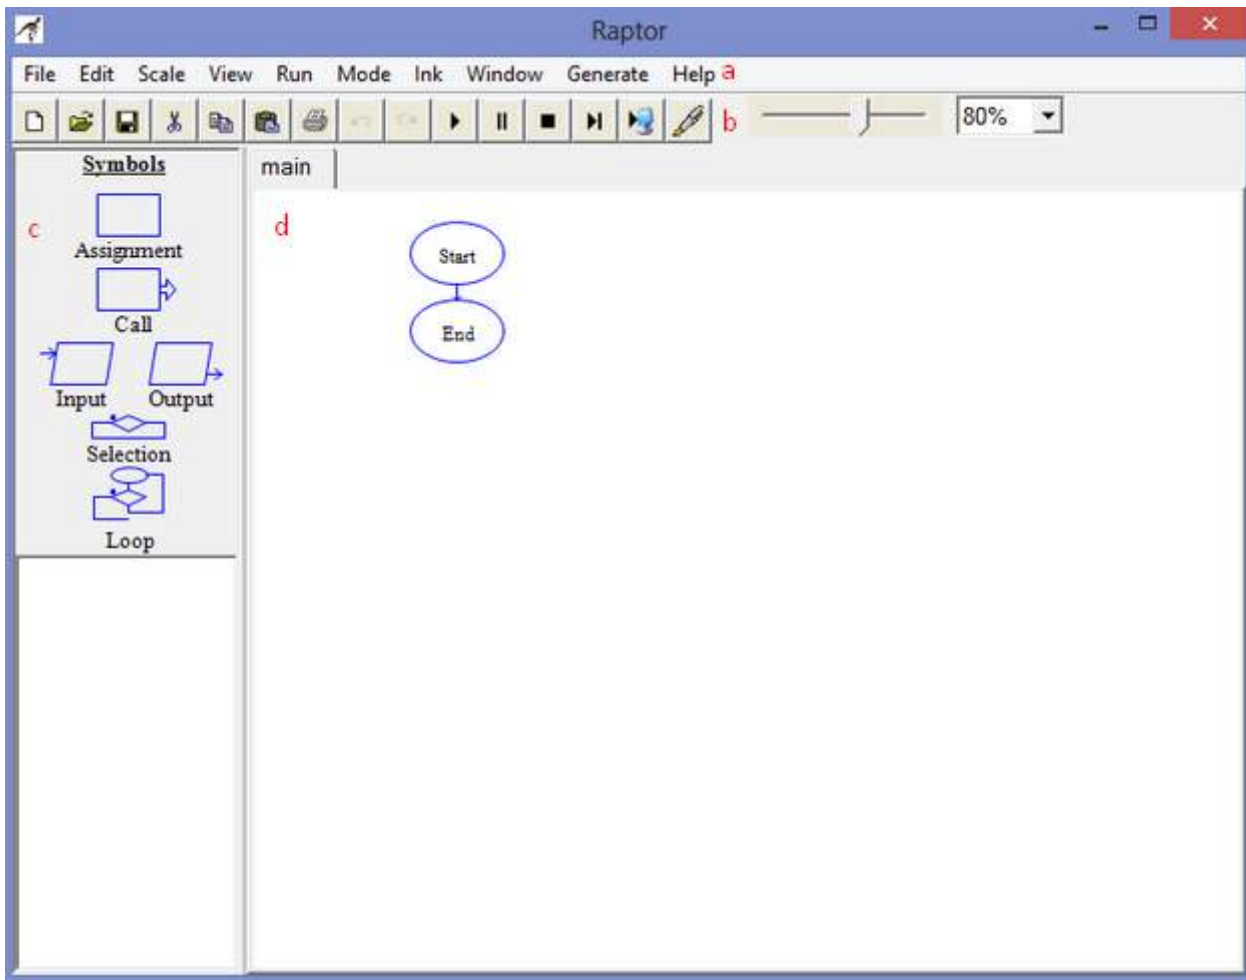 Raptor
File Edit Scale View Run Mode Ink Window Generate Help a
b 80%
Symbols
main
c
d
Assignment
Call
Input Output
Selection
Loop
Start
End